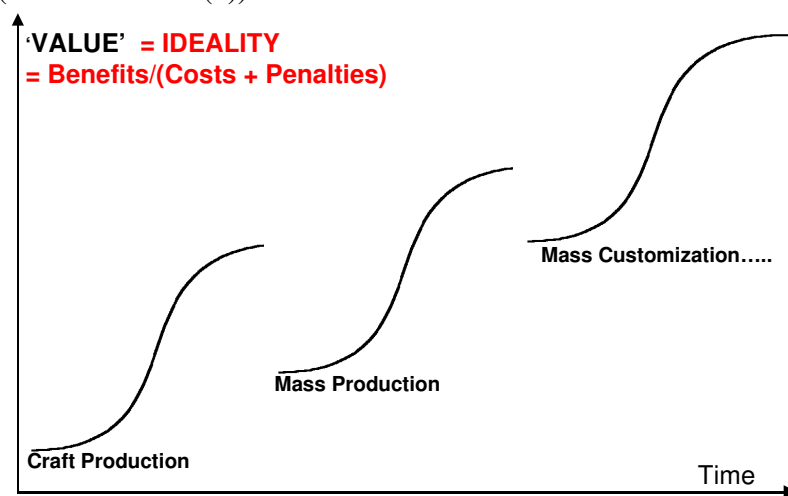 ‘VALUE’ = IDEALITY
= Benefits/(Costs + Penalties)
Mass Customization…..
Mass Production
Craft Production
Time